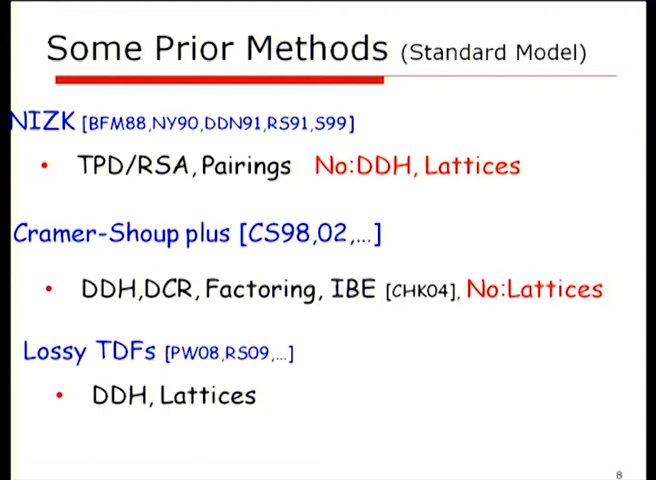 Some Prior Methods (Standard Model)
NIZK [BFM88,NY90,DDN91,RS91,S99]
• TPD/RSA, Pairings No:DDH, Lattices
Cramer-Shoup plus [CS98,02,…]
• DDH,DCR, Factoring, IBE [CHK04], No:Lattices
Lossy TDFs [PW08,RS09,…]
• DDH, Lattices
8